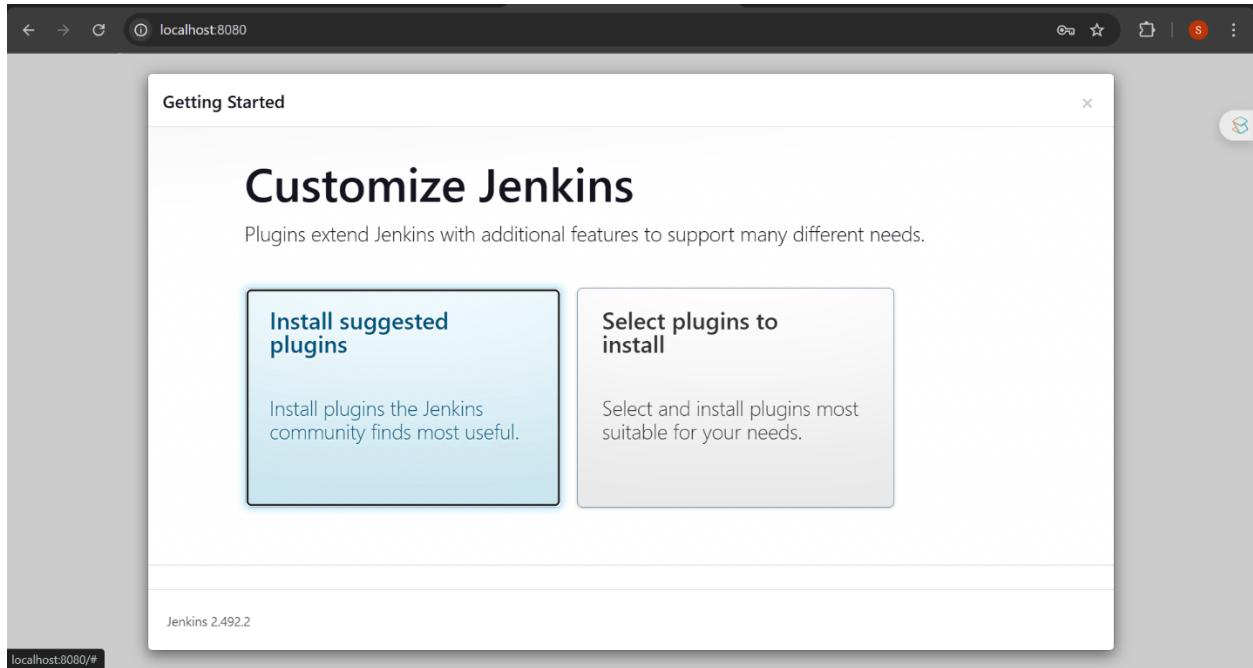 localhost:8080
S
Getting Started
×
Customize Jenkins
Plugins extend Jenkins with additional features to support many different needs.
Install suggested
plugins
Install plugins the Jenkins
community finds most useful.
Select plugins to
install
Select and install plugins most
suitable for your needs.
Jenkins 2.492.2
localhost:8080/#